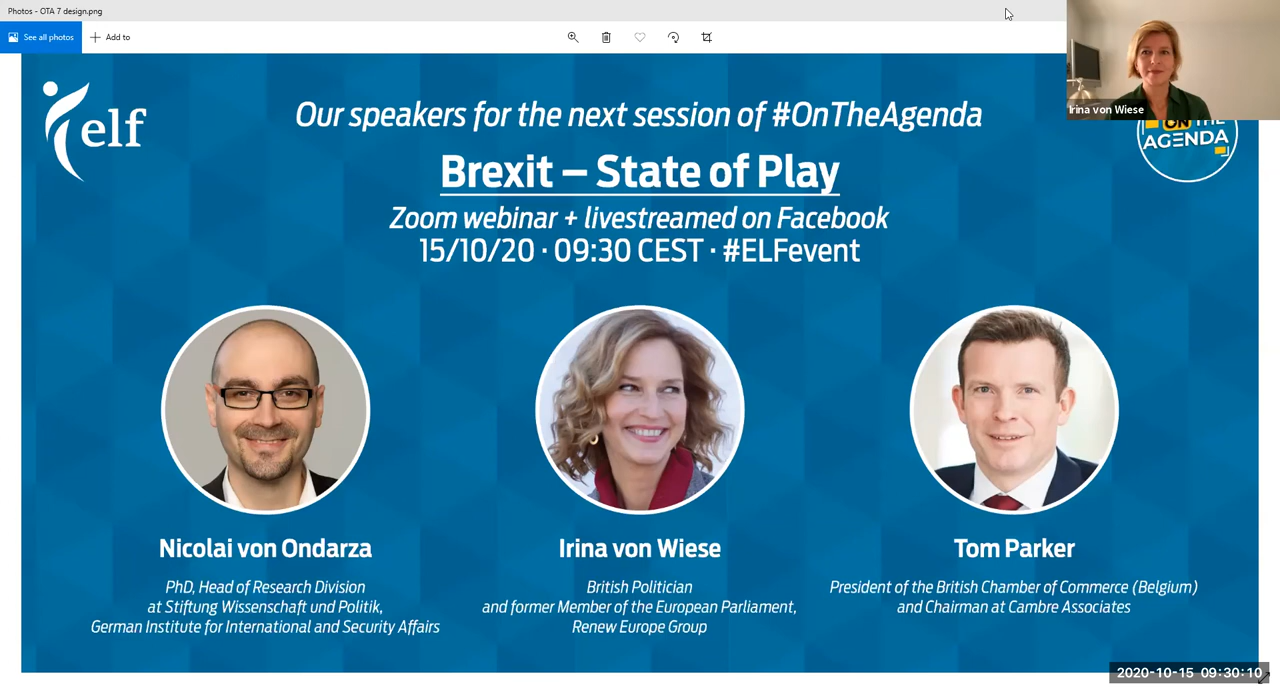 Photos - OTA 7 design.png
See all photos
Add to
Irina von Wiese
elf
ON THE
AGENDA
Our speakers for the next session of #OnTheAgenda
Brexit – State of Play
Zoom webinar + livestreamed on Facebook
15/10/20 · 09:30 CEST · #ELFevent
Nicolai von Ondarza
PhD, Head of Research Division
at Stiftung Wissenschaft und Politik,
German Institute for International and Security Affairs
Irina von Wiese
British Politician
and former Member of the European Parliament,
Renew Europe Group
Tom Parker
President of the British Chamber of Commerce (Belgium)
and Chairman at Cambre Associates
2020-10-15 09:30:10